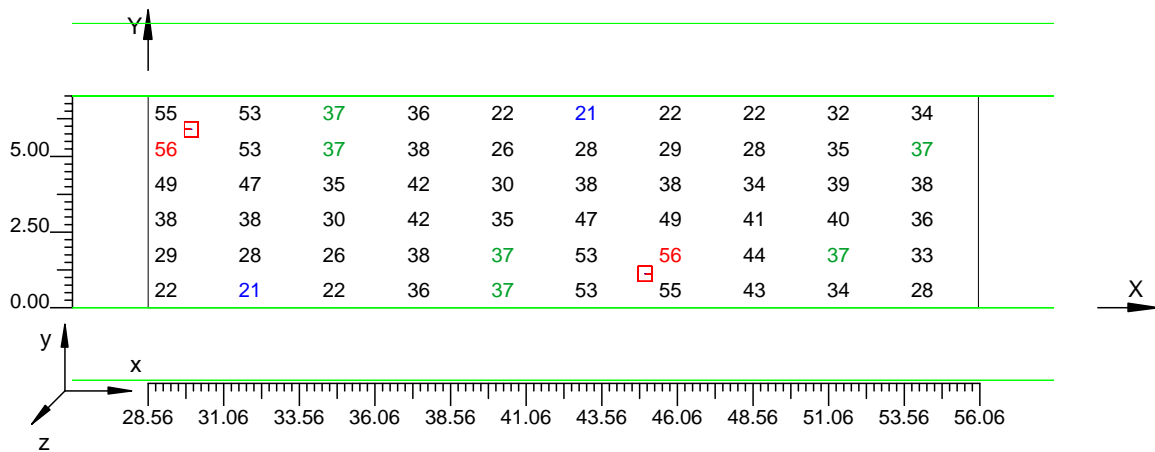 Y
55 53 37 36 22 21 22 22 32 34
5.00 56 53 37 38 26 28 29 28 35 37
49 47 35 42 30 38 38 34 39 38
2.50 38 38 30 42 35 47 49 41 40 36
29 28 26 38 37 53 56 44 37 33
0.00 22 21 22 36 37 53 55 43 34 28
X
y
x
28.56 31.06 33.56 36.06 38.56 41.06 43.56 46.06 48.56 51.06 53.56 56.06
z